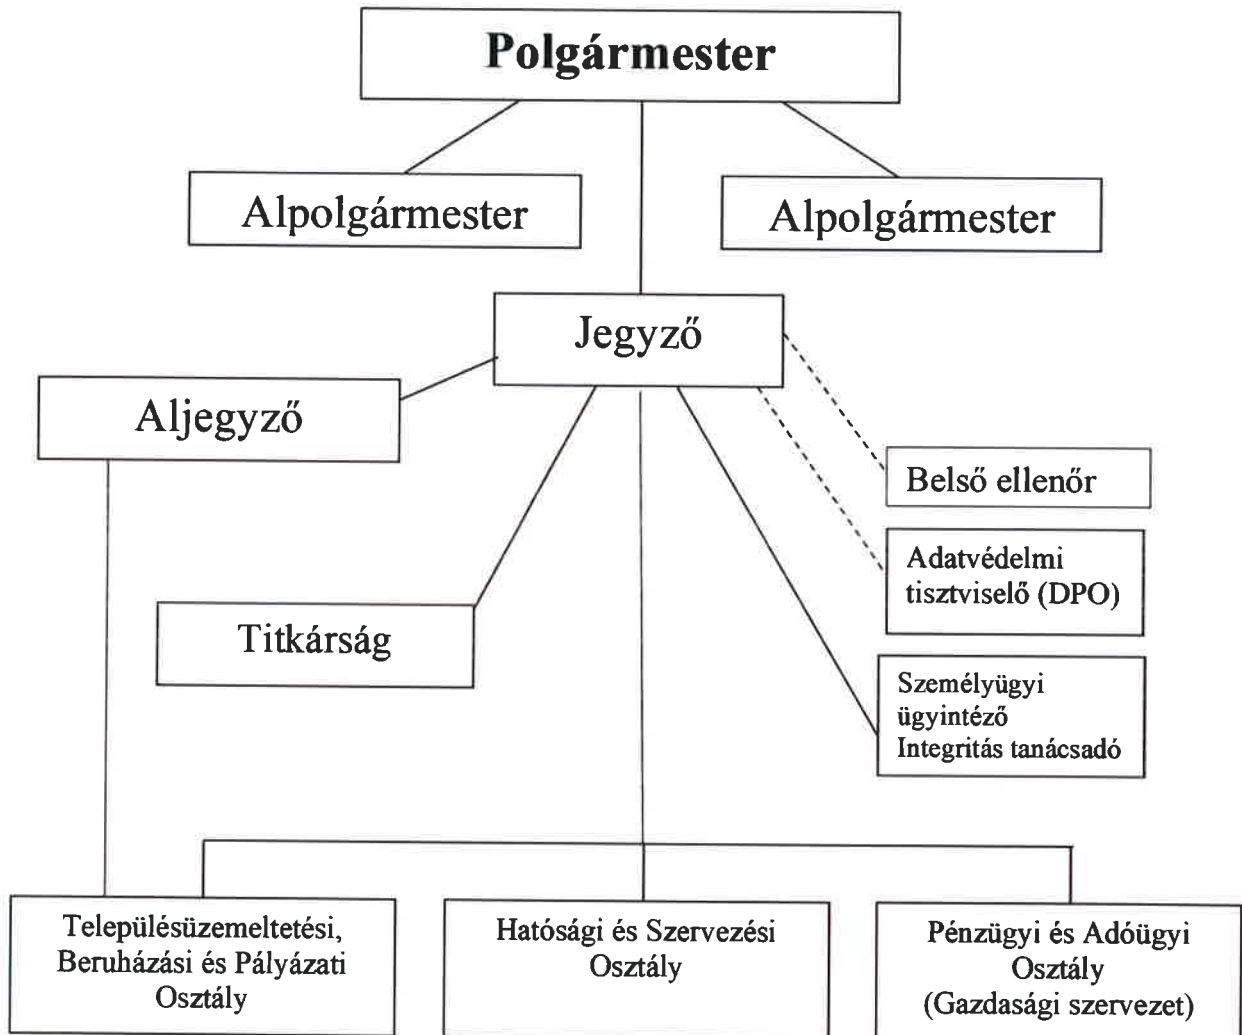 Polgármester
Alpolgármester
Alpolgármester
Jegyző
Aljegyző
Belső ellenőr
Adatvédelmi
tisztviselő (DPO)
Titkárság
Személyügyi
ügyintéző
Integritás tanácsadó
Településüzemeltetési,
Beruházási és Pályázati
Osztály
Hatósági és Szervezési
Osztály
Pénzügyi és Adóügyi
Osztály
(Gazdasági szervezet)